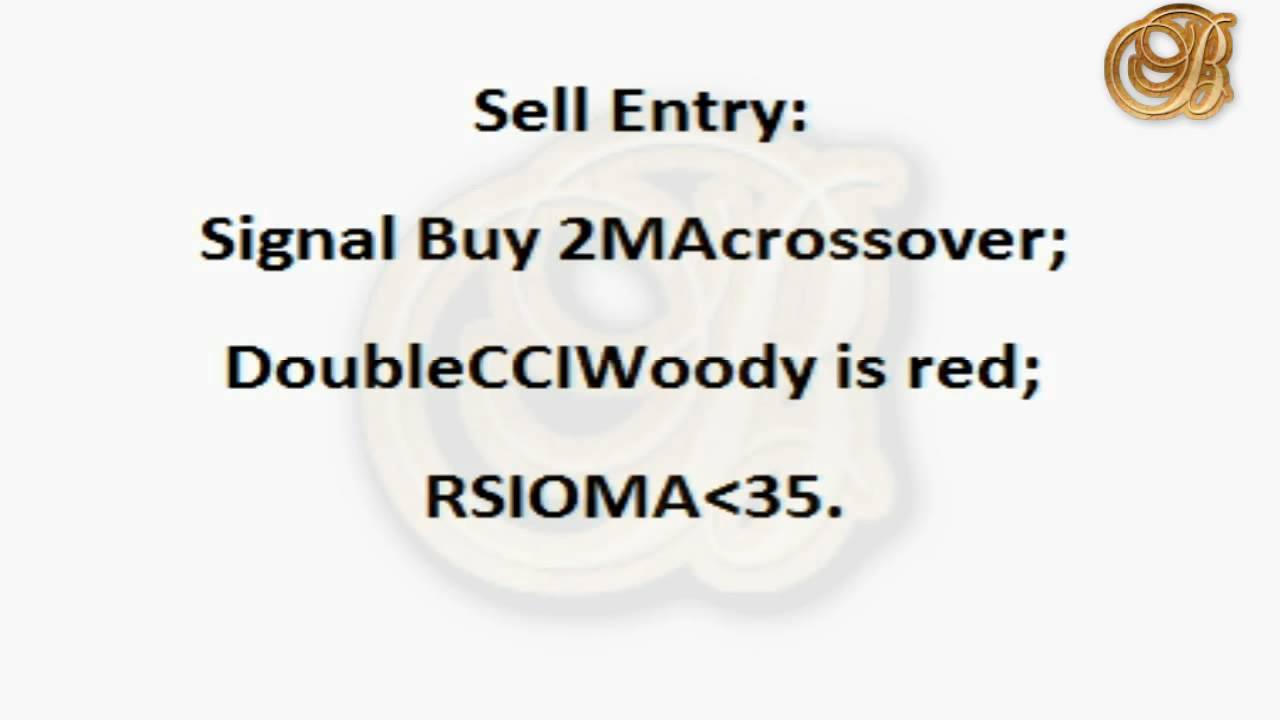 Sell Entry:
Signal Buy 2MAcrossover;
DoubleCCIWoody is red;
RSIOMA<35.